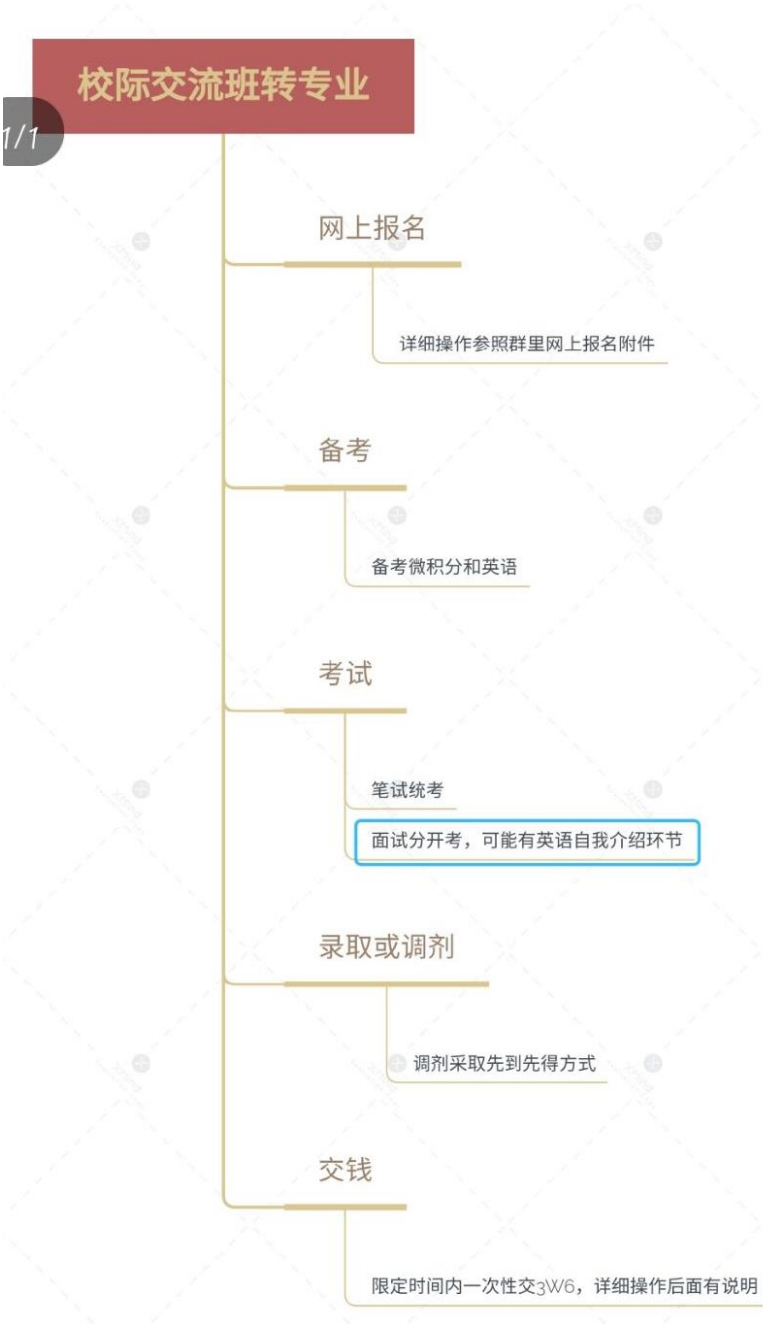 校际交流班转专业
1/1
网上报名
详细操作参照群里网上报名附件
备考
备考微积分和英语
考试
笔试统考
面试分开考，可能有英语自我介绍环节
录取或调剂
调剂采取先到先得方式
交钱
限定时间内一次性交3W6，详细操作后面有说明